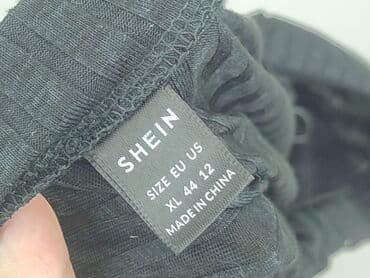 SHEIN
SIZE EU US
XL 44 12
MADE IN CHINA